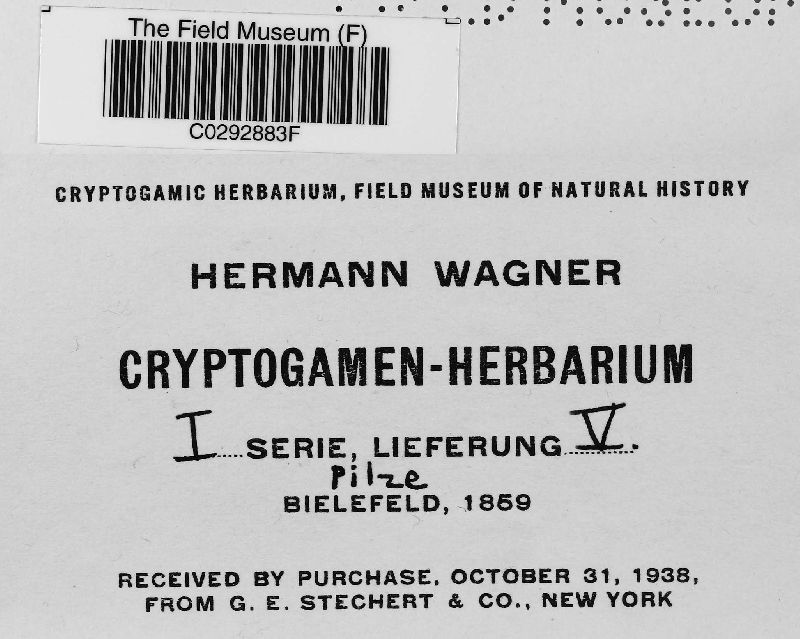 The Field Museum (F)
C0292883F
CRYPTOGAMIC HERBARIUM, FIELD MUSEUM OF NATURAL HISTORY
HERMANN WAGNER
CRYPTOGAMEN-HERBARIUM
I SERIE, LIEFERUNG V.
Pilze
BIELEFELD, 1859
RECEIVED BY PURCHASE, OCTOBER 31, 1938,
FROM G. E. STECHERT & CO., NEW YORK